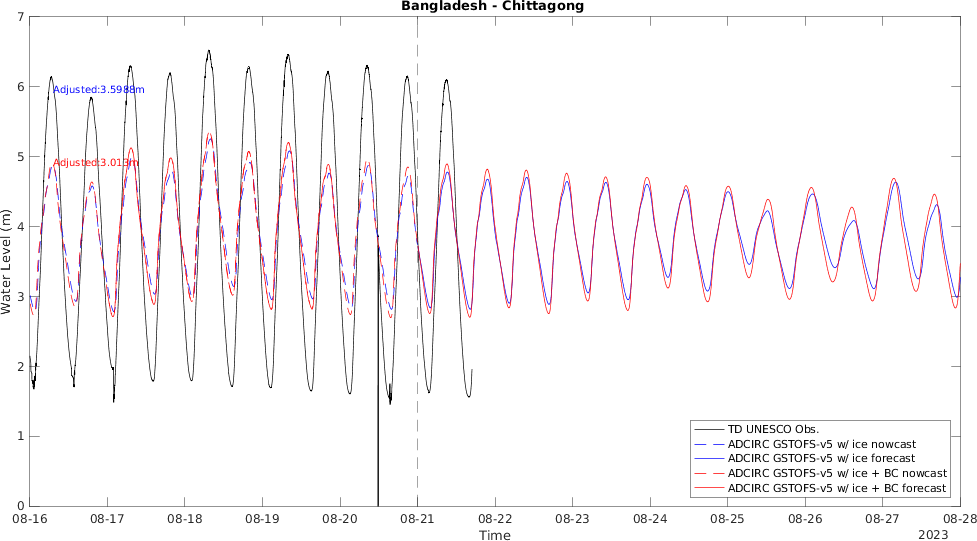 Bangladesh - Chittagong
7
6
5
4
3
2
1
0
Water Level (m)
Adjusted:3.5988m
Adjusted:3.013m
TD UNESCO Obs.
ADCIRC GSTOFS-v5 w/ ice nowcast
ADCIRC GSTOFS-v5 w/ ice forecast
ADCIRC GSTOFS-v5 w/ ice + BC nowcast
ADCIRC GSTOFS-v5 w/ ice + BC forecast
08-16 08-17 08-18 08-19 08-20 08-21 08-22 08-23 08-24 08-25 08-26 08-27 08-28
Time
2023